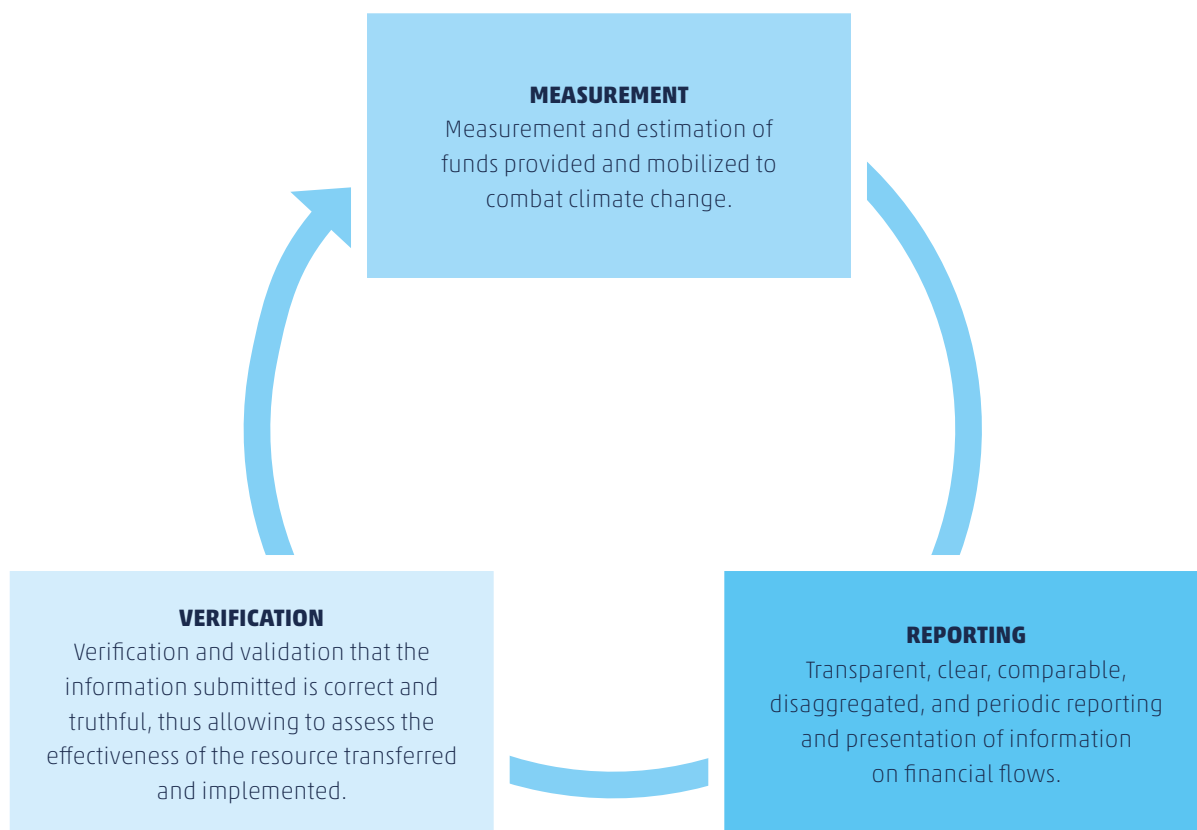 MEASUREMENT
Measurement and estimation of
funds provided and mobilized to
combat climate change.
VERIFICATION
Verification and validation that the
information submitted is correct and
truthful, thus allowing to assess the
effectiveness of the resource transferred
and implemented.
REPORTING
Transparent, clear, comparable,
disaggregated, and periodic reporting
and presentation of information
on financial flows.